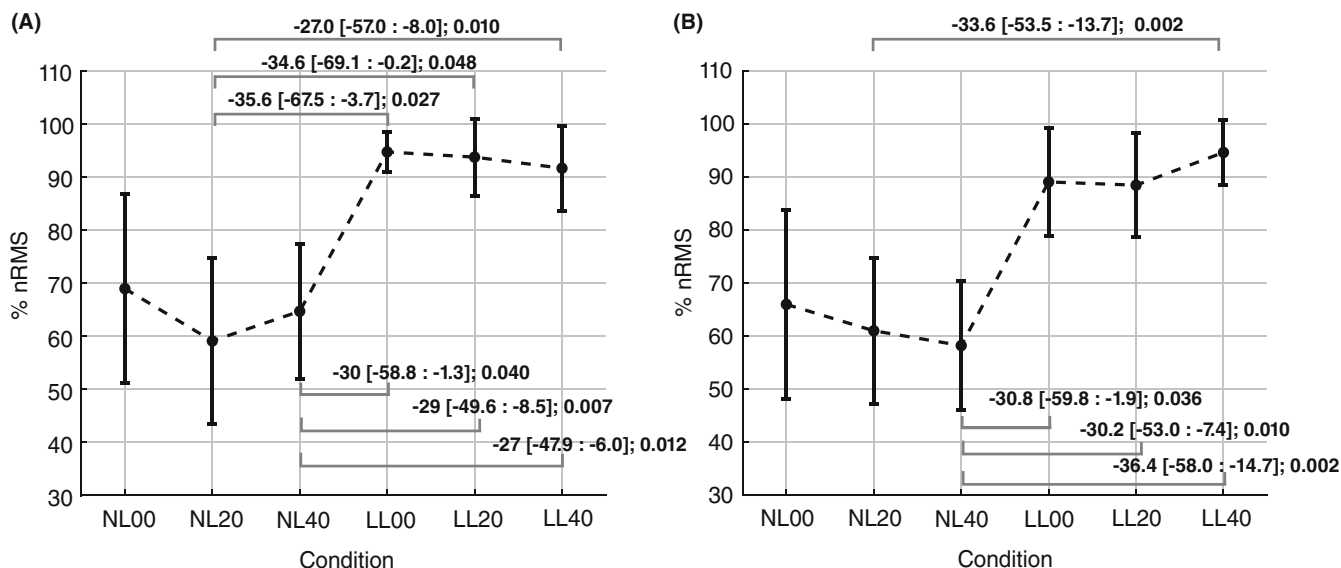 (A)
-27.0 [-57.0 : -8.0]; 0.010
-34.6 [-69.1 : -0.2]; 0.048
-35.6 [-67.5 : -3.7]; 0.027
110
100
90
80
70
60
50
40
30
% nRMS
-30 [-58.8 : -1.3]; 0.040
-29 [-49.6 : -8.5]; 0.007
-27 [-47.9 : -6.0]; 0.012
NL00 NL20 NL40 LL00 LL20 LL40
Condition
(B)
-33.6 [-53.5 : -13.7]; 0.002
110
100
90
80
70
60
50
40
30
% nRMS
-30.8 [-59.8 : -1.9]; 0.036
-30.2 [-53.0 : -7.4]; 0.010
-36.4 [-58.0 : -14.7]; 0.002
NL00 NL20 NL40 LL00 LL20 LL40
Condition